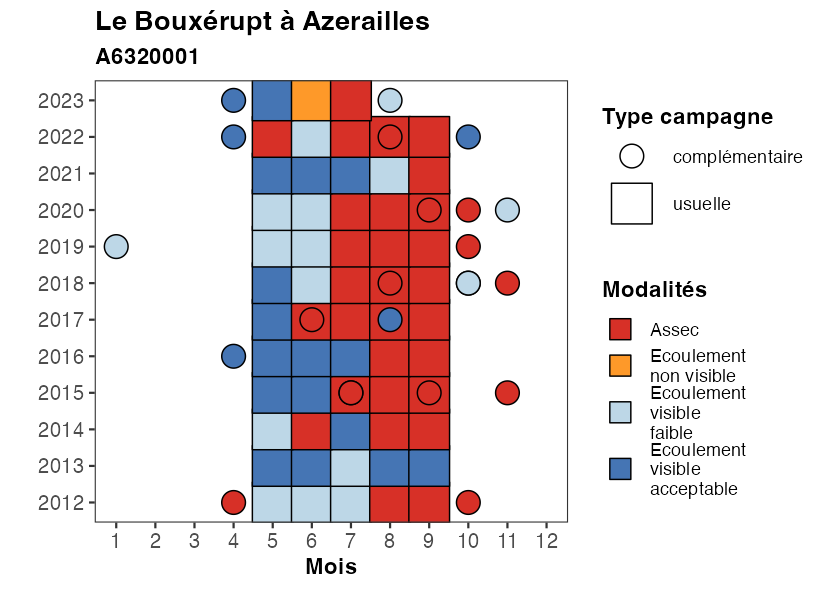 Le Bouxérupt à Azerailles
A6320001
2023
2022
2021
2020
2019
2018
2017
2016
2015
2014
2013
2012
1 2 3 4 5 6 7 8 9 10 11 12
Mois
Type campagne
complémentaire
usuelle
Modalités
Assec
Ecoulement
non visible
Ecoulement
visible
faible
Ecoulement
visible
acceptable